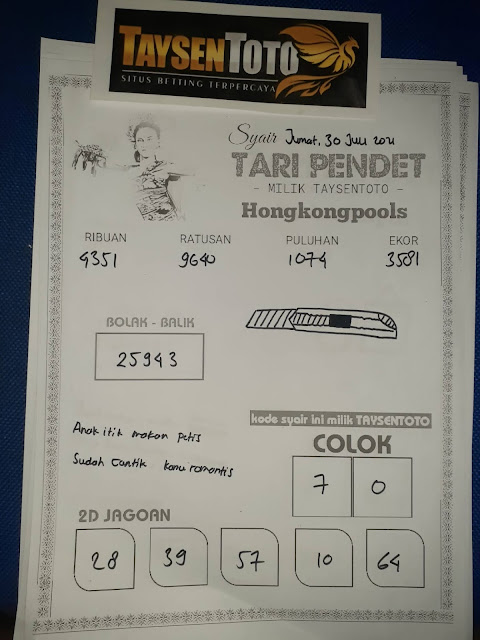 TAYSENTOTO
SITUS BETTING TERPERCAYA
Syair Jumat, 30 Juli 2021
TARI PENDET
- MILIK TAYSENTOTO -
Hongkongpools
RIBUAN RATUSAN PULUHAN EKOR
9351 9640 1074 3581
BOLAK - BALIK
25943
kode syair ini milik TAYSENTOTO
Anak itik makan petis
Sudah cantik kamu romantis
COLOK
7 0
2D JAGOAN
28 39 57 10 64